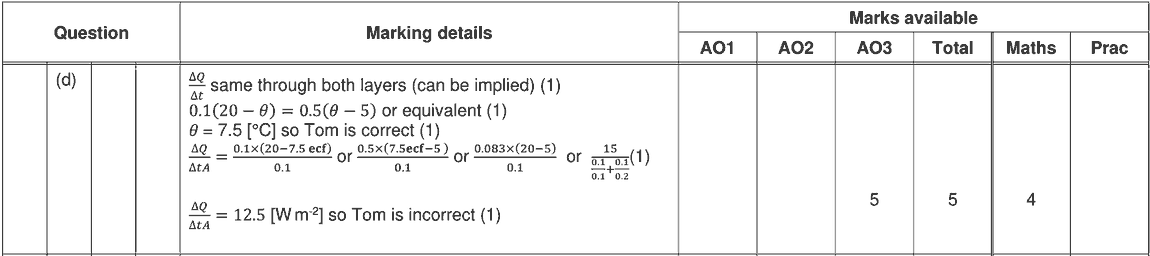 Question Marking details Marks available
AO1 AO2 AO3 Total Maths Prac
(d) ΔQ/Δt same through both layers (can be implied) (1)
0.1(20 − θ) = 0.5(θ − 5) or equivalent (1)
θ = 7.5 [°C] so Tom is correct (1)
ΔQ/ΔtA = 0.1×(20−7.5 ecf)/0.1 or 0.5×(7.5ecf−5 )/0.1 or 0.083×(20−5)/0.1 or 15/(0.1/0.1+0.1/0.2)(1)
ΔQ/ΔtA = 12.5 [W m⁻²] so Tom is incorrect (1)
5 5 4